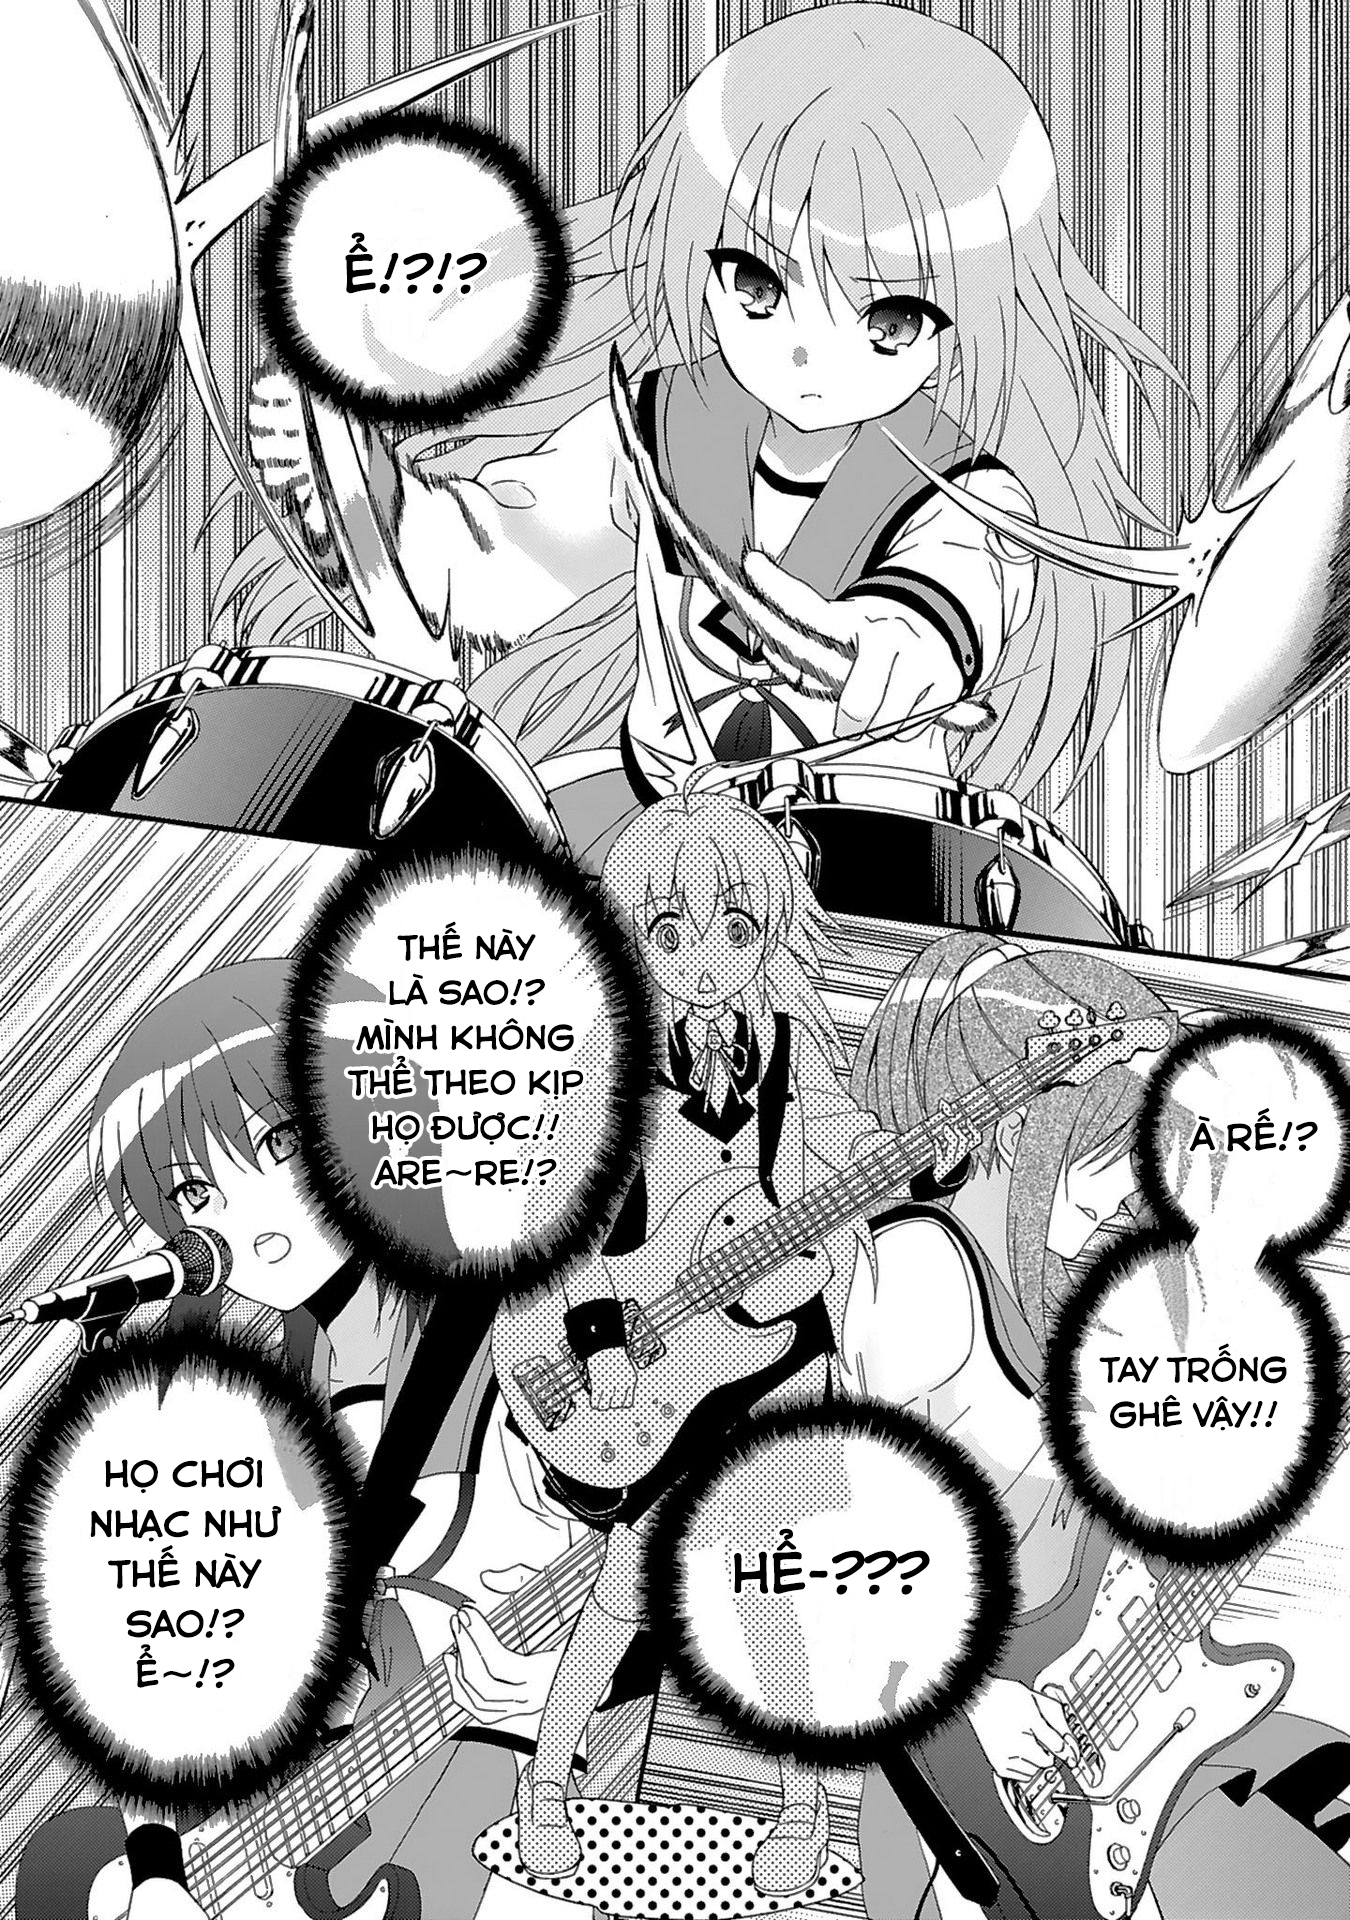 Ể!?!?
À RẾ!?
TAY TRỐNG
GHÊ VẬY!!
THẾ NÀY
LÀ SAO!?
MÌNH KHÔNG
THỂ THEO KỊP
HỌ ĐƯỢC!!
ARE~RE!?
HỂ-???
HỌ CHƠI
NHẠC NHƯ
THẾ NÀY
SAO!?
Ể~!?